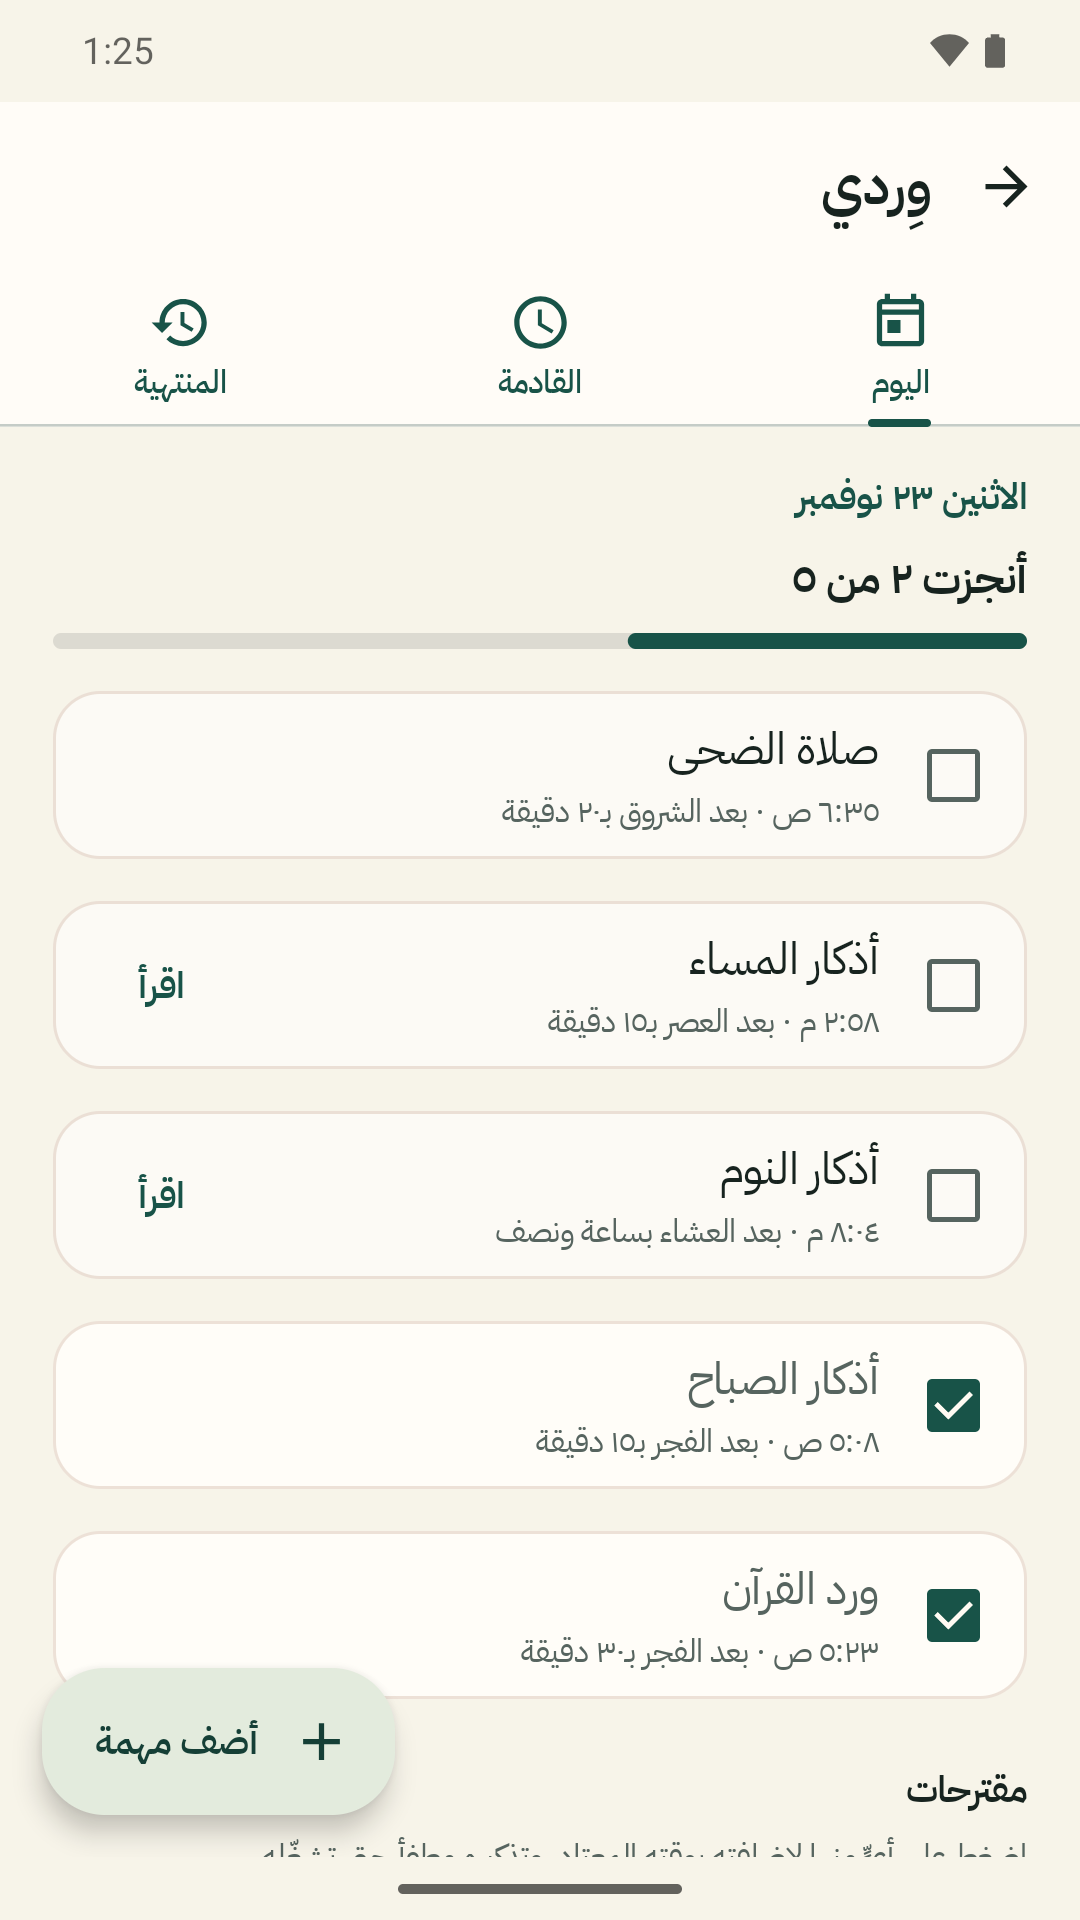 1:25
وِردي
اليوم
القادمة
المنتهية
الاثنين ٢٣ نوفمبر
أنجزت ٢ من ٥
صلاة الضحى
٦:٣٥ ص · بعد الشروق بـ٢٠ دقيقة
أذكار المساء
٢:٥٨ م · بعد العصر بـ١٥ دقيقة
اقرأ
أذكار النوم
٨:٠٤ م · بعد العشاء بساعة ونصف
اقرأ
أذكار الصباح
٥:٠٨ ص · بعد الفجر بـ١٥ دقيقة
ورد القرآن
٥:٢٣ ص · بعد الفجر بـ٣٠ دقيقة
أضف مهمة
مقترحات